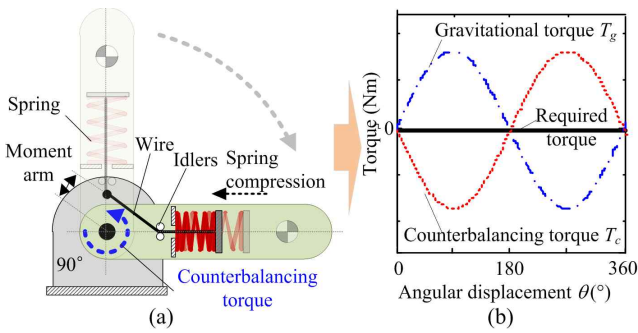 Spring
Moment
arm
Wire
Idlers
Spring
compression
90°
Counterbalancing
torque
(a)
Torque (Nm)
0
Gravitational torque Tg
Required
torque
Counterbalancing torque Tc
0
180
360
Angular displacement θ(°)
(b)